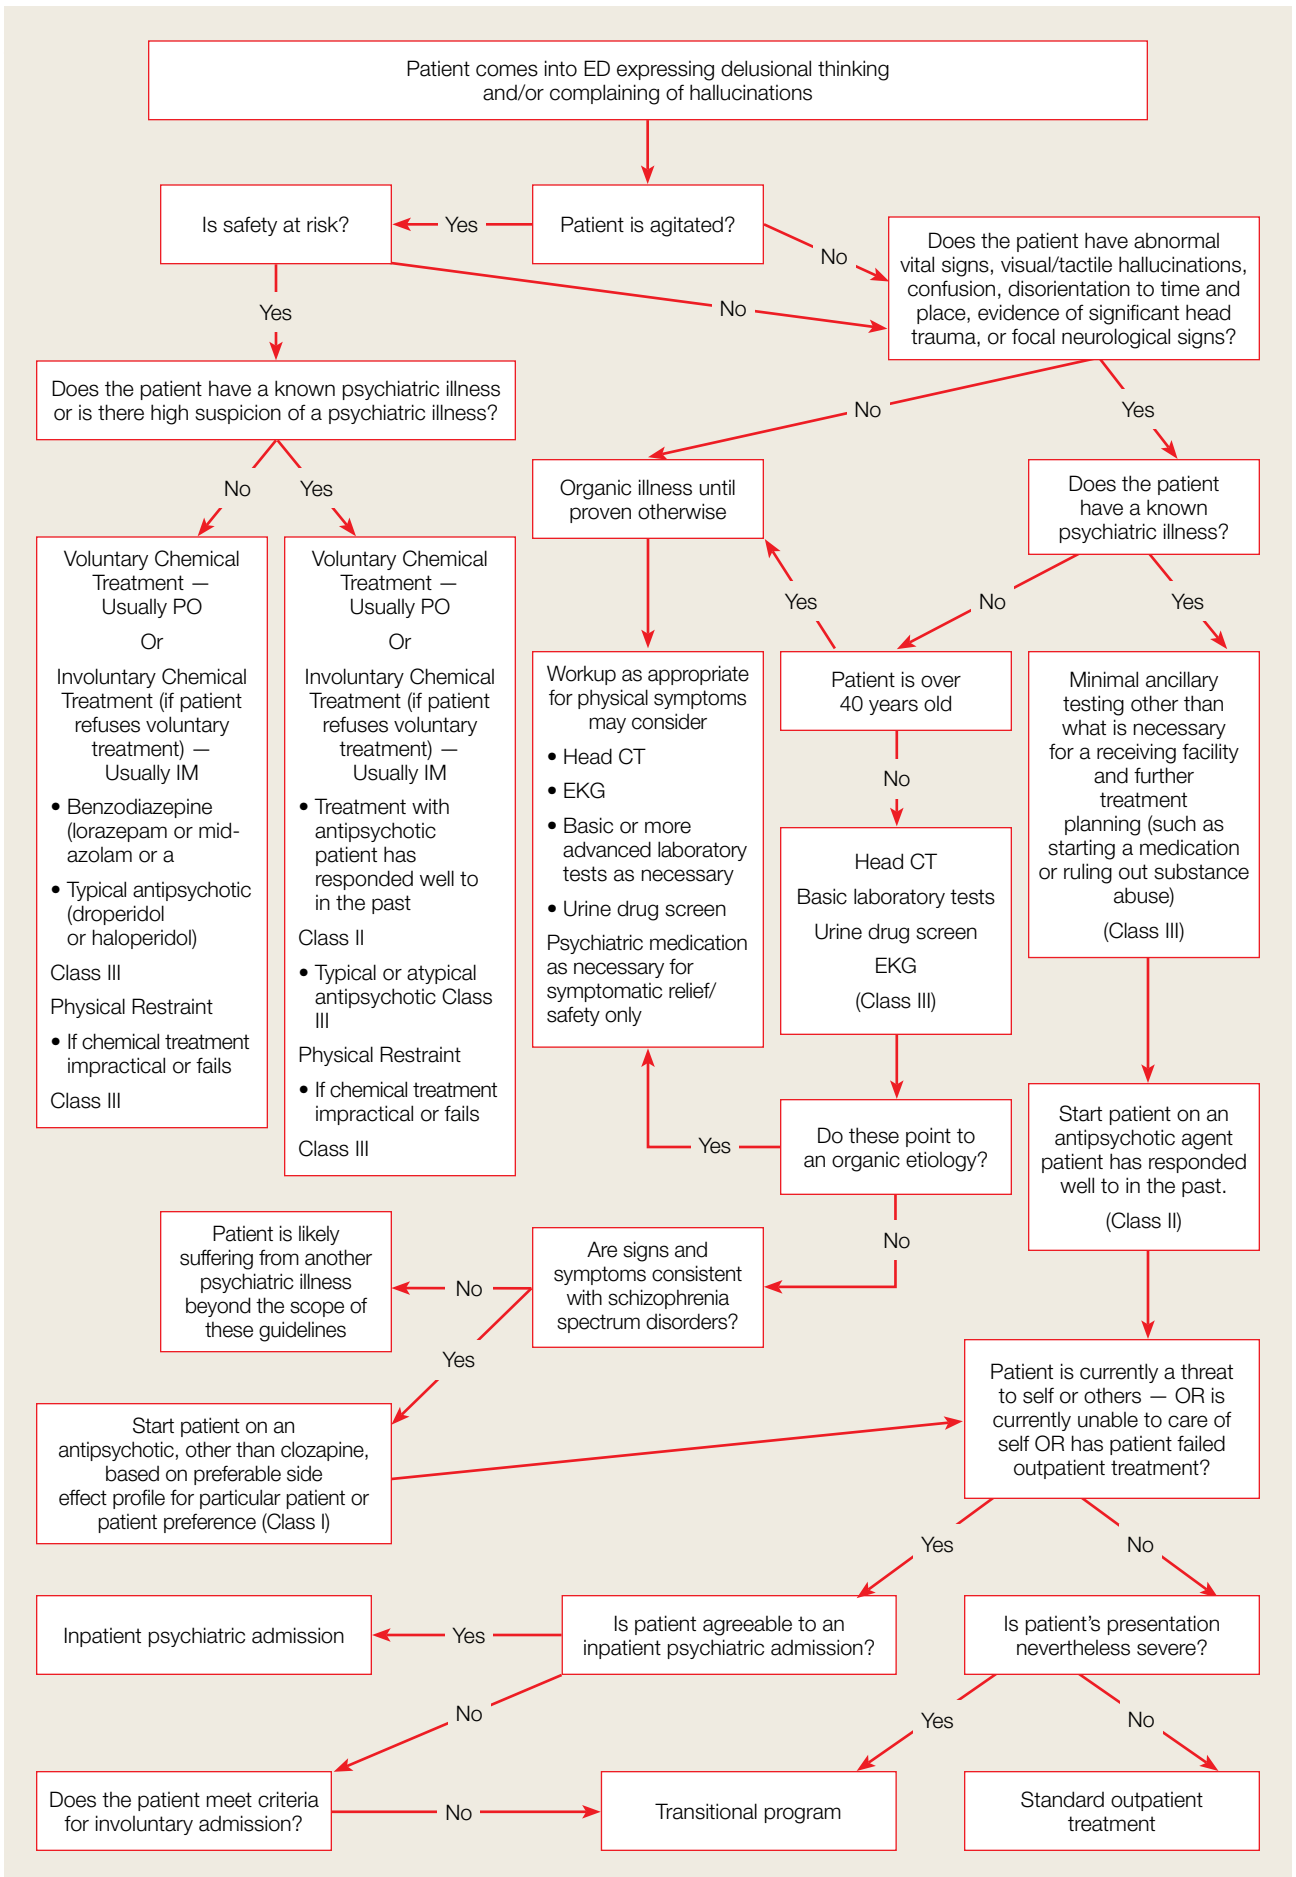 Patient comes into ED expressing delusional thinking
and/or complaining of hallucinations
Is safety at risk?
Yes
Patient is agitated?
No
Does the patient have abnormal
vital signs, visual/tactile hallucinations,
confusion, disorientation to time and
place, evidence of significant head
trauma, or focal neurological signs?
Yes
No
Does the patient have a known psychiatric illness
or is there high suspicion of a psychiatric illness?
No
Yes
No
Yes
Organic illness until
proven otherwise
Does the patient
have a known
psychiatric illness?
Voluntary Chemical
Treatment —
Usually PO
Or
Involuntary Chemical
Treatment (if patient
refuses voluntary
treatment) —
Usually IM
• Benzodiazepine
(lorazepam or mid-
azolam or a
• Typical antipsychotic
(droperidol
or haloperidol)
Class III
Physical Restraint
• If chemical treatment
impractical or fails
Class III
Voluntary Chemical
Treatment —
Usually PO
Or
Involuntary Chemical
Treatment (if patient
refuses voluntary
treatment) —
Usually IM
• Treatment with
antipsychotic
patient has
responded well to
in the past
Class II
• Typical or atypical
antipsychotic Class
III
Physical Restraint
• If chemical treatment
impractical or fails
Class III
Yes
No
Yes
Workup as appropriate
for physical symptoms
may consider
• Head CT
• EKG
• Basic or more
advanced laboratory
tests as necessary
• Urine drug screen
Psychiatric medication
as necessary for
symptomatic relief/
safety only
Patient is over
40 years old
No
Head CT
Basic laboratory tests
Urine drug screen
EKG
(Class III)
Minimal ancillary
testing other than
what is necessary
for a receiving facility
and further
treatment
planning (such as
starting a medication
or ruling out substance
abuse)
(Class III)
Yes
Do these point to
an organic etiology?
Start patient on an
antipsychotic agent
patient has responded
well to in the past.
(Class II)
No
Patient is likely
suffering from another
psychiatric illness
beyond the scope of
these guidelines
No
Are signs and
symptoms consistent
with schizophrenia
spectrum disorders?
Yes
Start patient on an
antipsychotic, other than clozapine,
based on preferable side
effect profile for particular patient or
patient preference (Class I)
Patient is currently a threat
to self or others — OR is
currently unable to care of
self OR has patient failed
outpatient treatment?
Yes
No
Inpatient psychiatric admission
Yes
Is patient agreeable to an
inpatient psychiatric admission?
Is patient’s presentation
nevertheless severe?
No
Yes
No
Does the patient meet criteria
for involuntary admission?
No
Transitional program
Standard outpatient
treatment